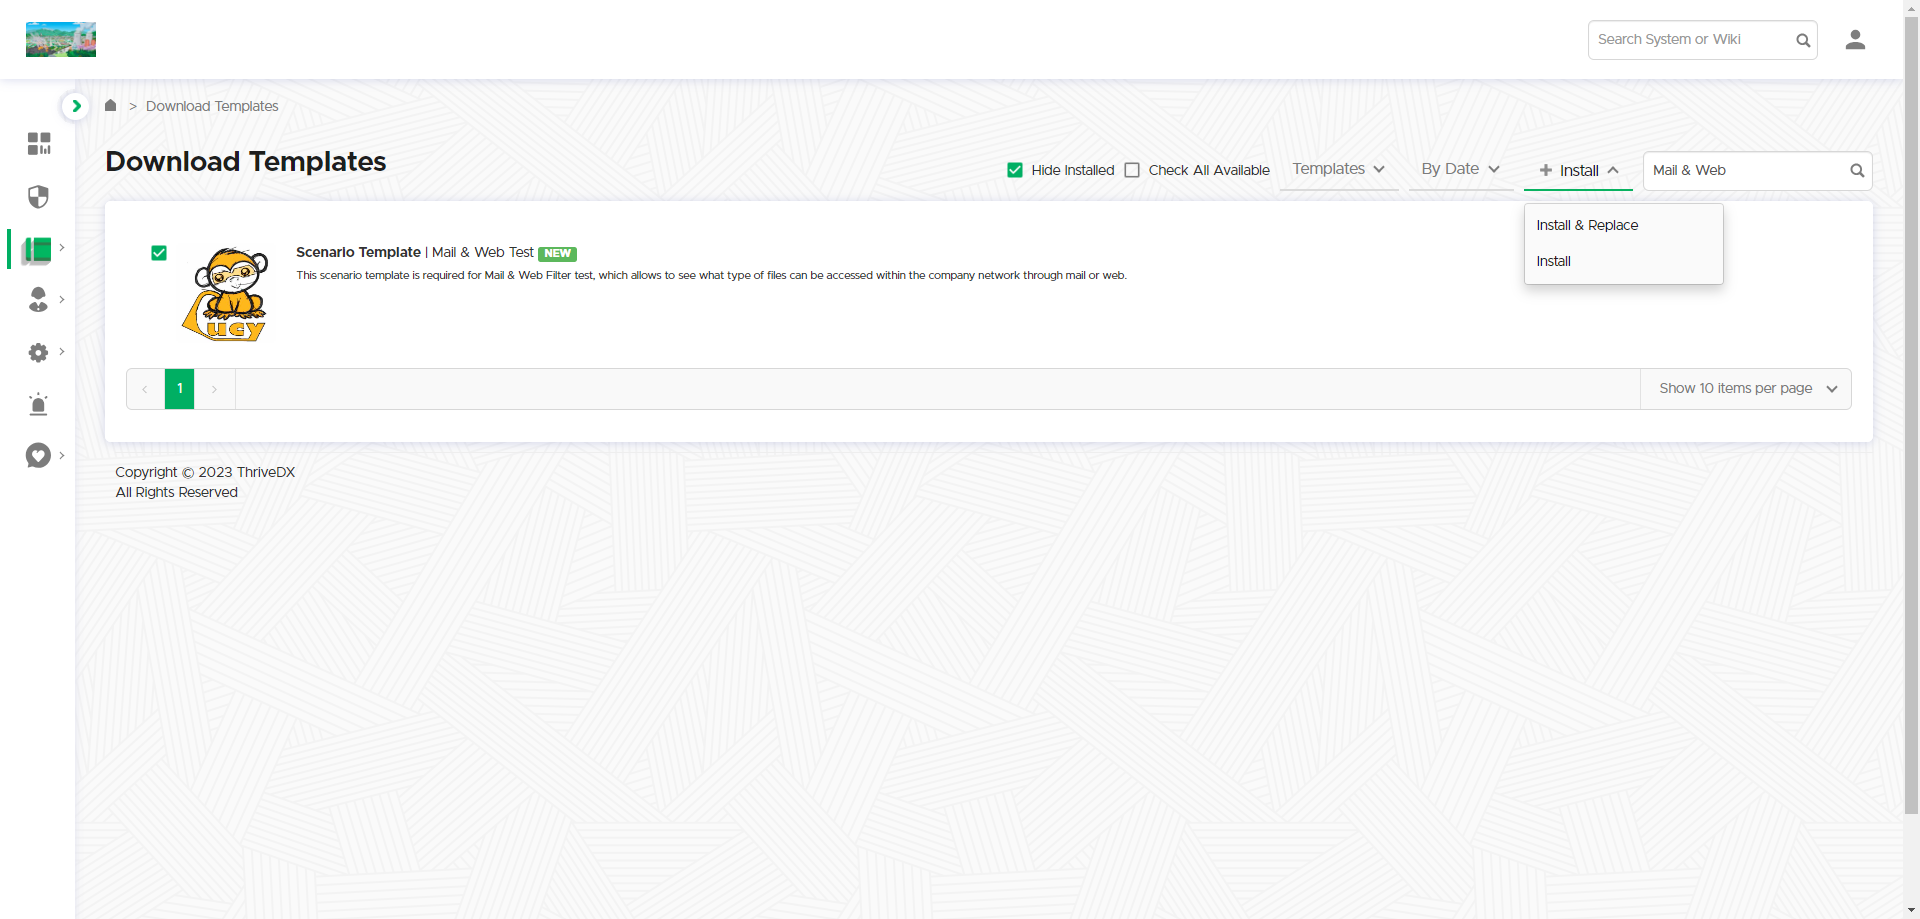 Search System or Wiki
> Download Templates
Download Templates
Hide Installed
Check All Available
Templates
By Date
+ Install
Mail & Web
Install & Replace
Install
Scenario Template | Mail & Web Test NEW
This scenario template is required for Mail & Web Filter test, which allows to see what type of files can be accessed within the company network through mail or web.
ucy
< 1 >
Show 10 items per page
Copyright © 2023 ThriveDX
All Rights Reserved